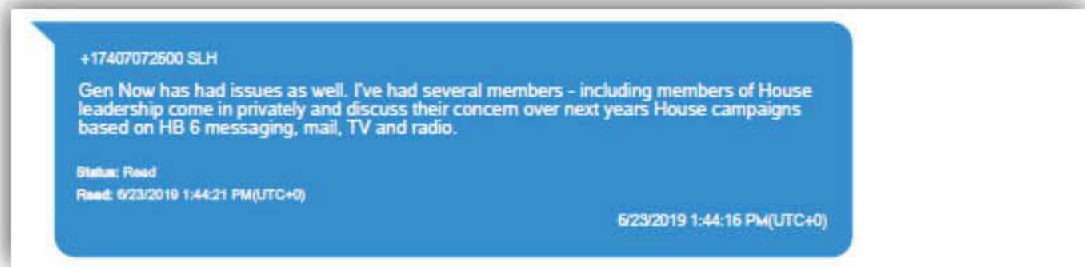 +17407072500 SLH
Gen Now has had issues as well. I've had several members - including members of House
leadership come in privately and discuss their concern over next years House campaigns
based on HB 6 messaging, mail, TV and radio.
Status: Read
Read: 6/23/2019 1:44:21 PM(UTC+0)
6/23/2019 1:44:16 PM(UTC+0)